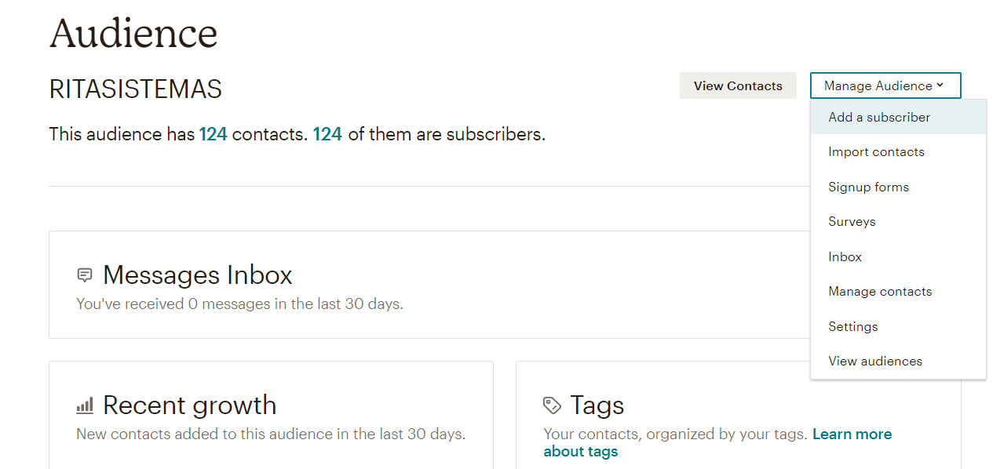 Audience
RITASISTEMAS
View Contacts
Manage Audience
This audience has 124 contacts. 124 of them are subscribers.
Add a subscriber
Import contacts
Signup forms
Surveys
Inbox
Manage contacts
Settings
View audiences
Messages Inbox
You've received 0 messages in the last 30 days.
Recent growth
New contacts added to this audience in the last 30 days.
Tags
Your contacts, organized by your tags. Learn more
about tags